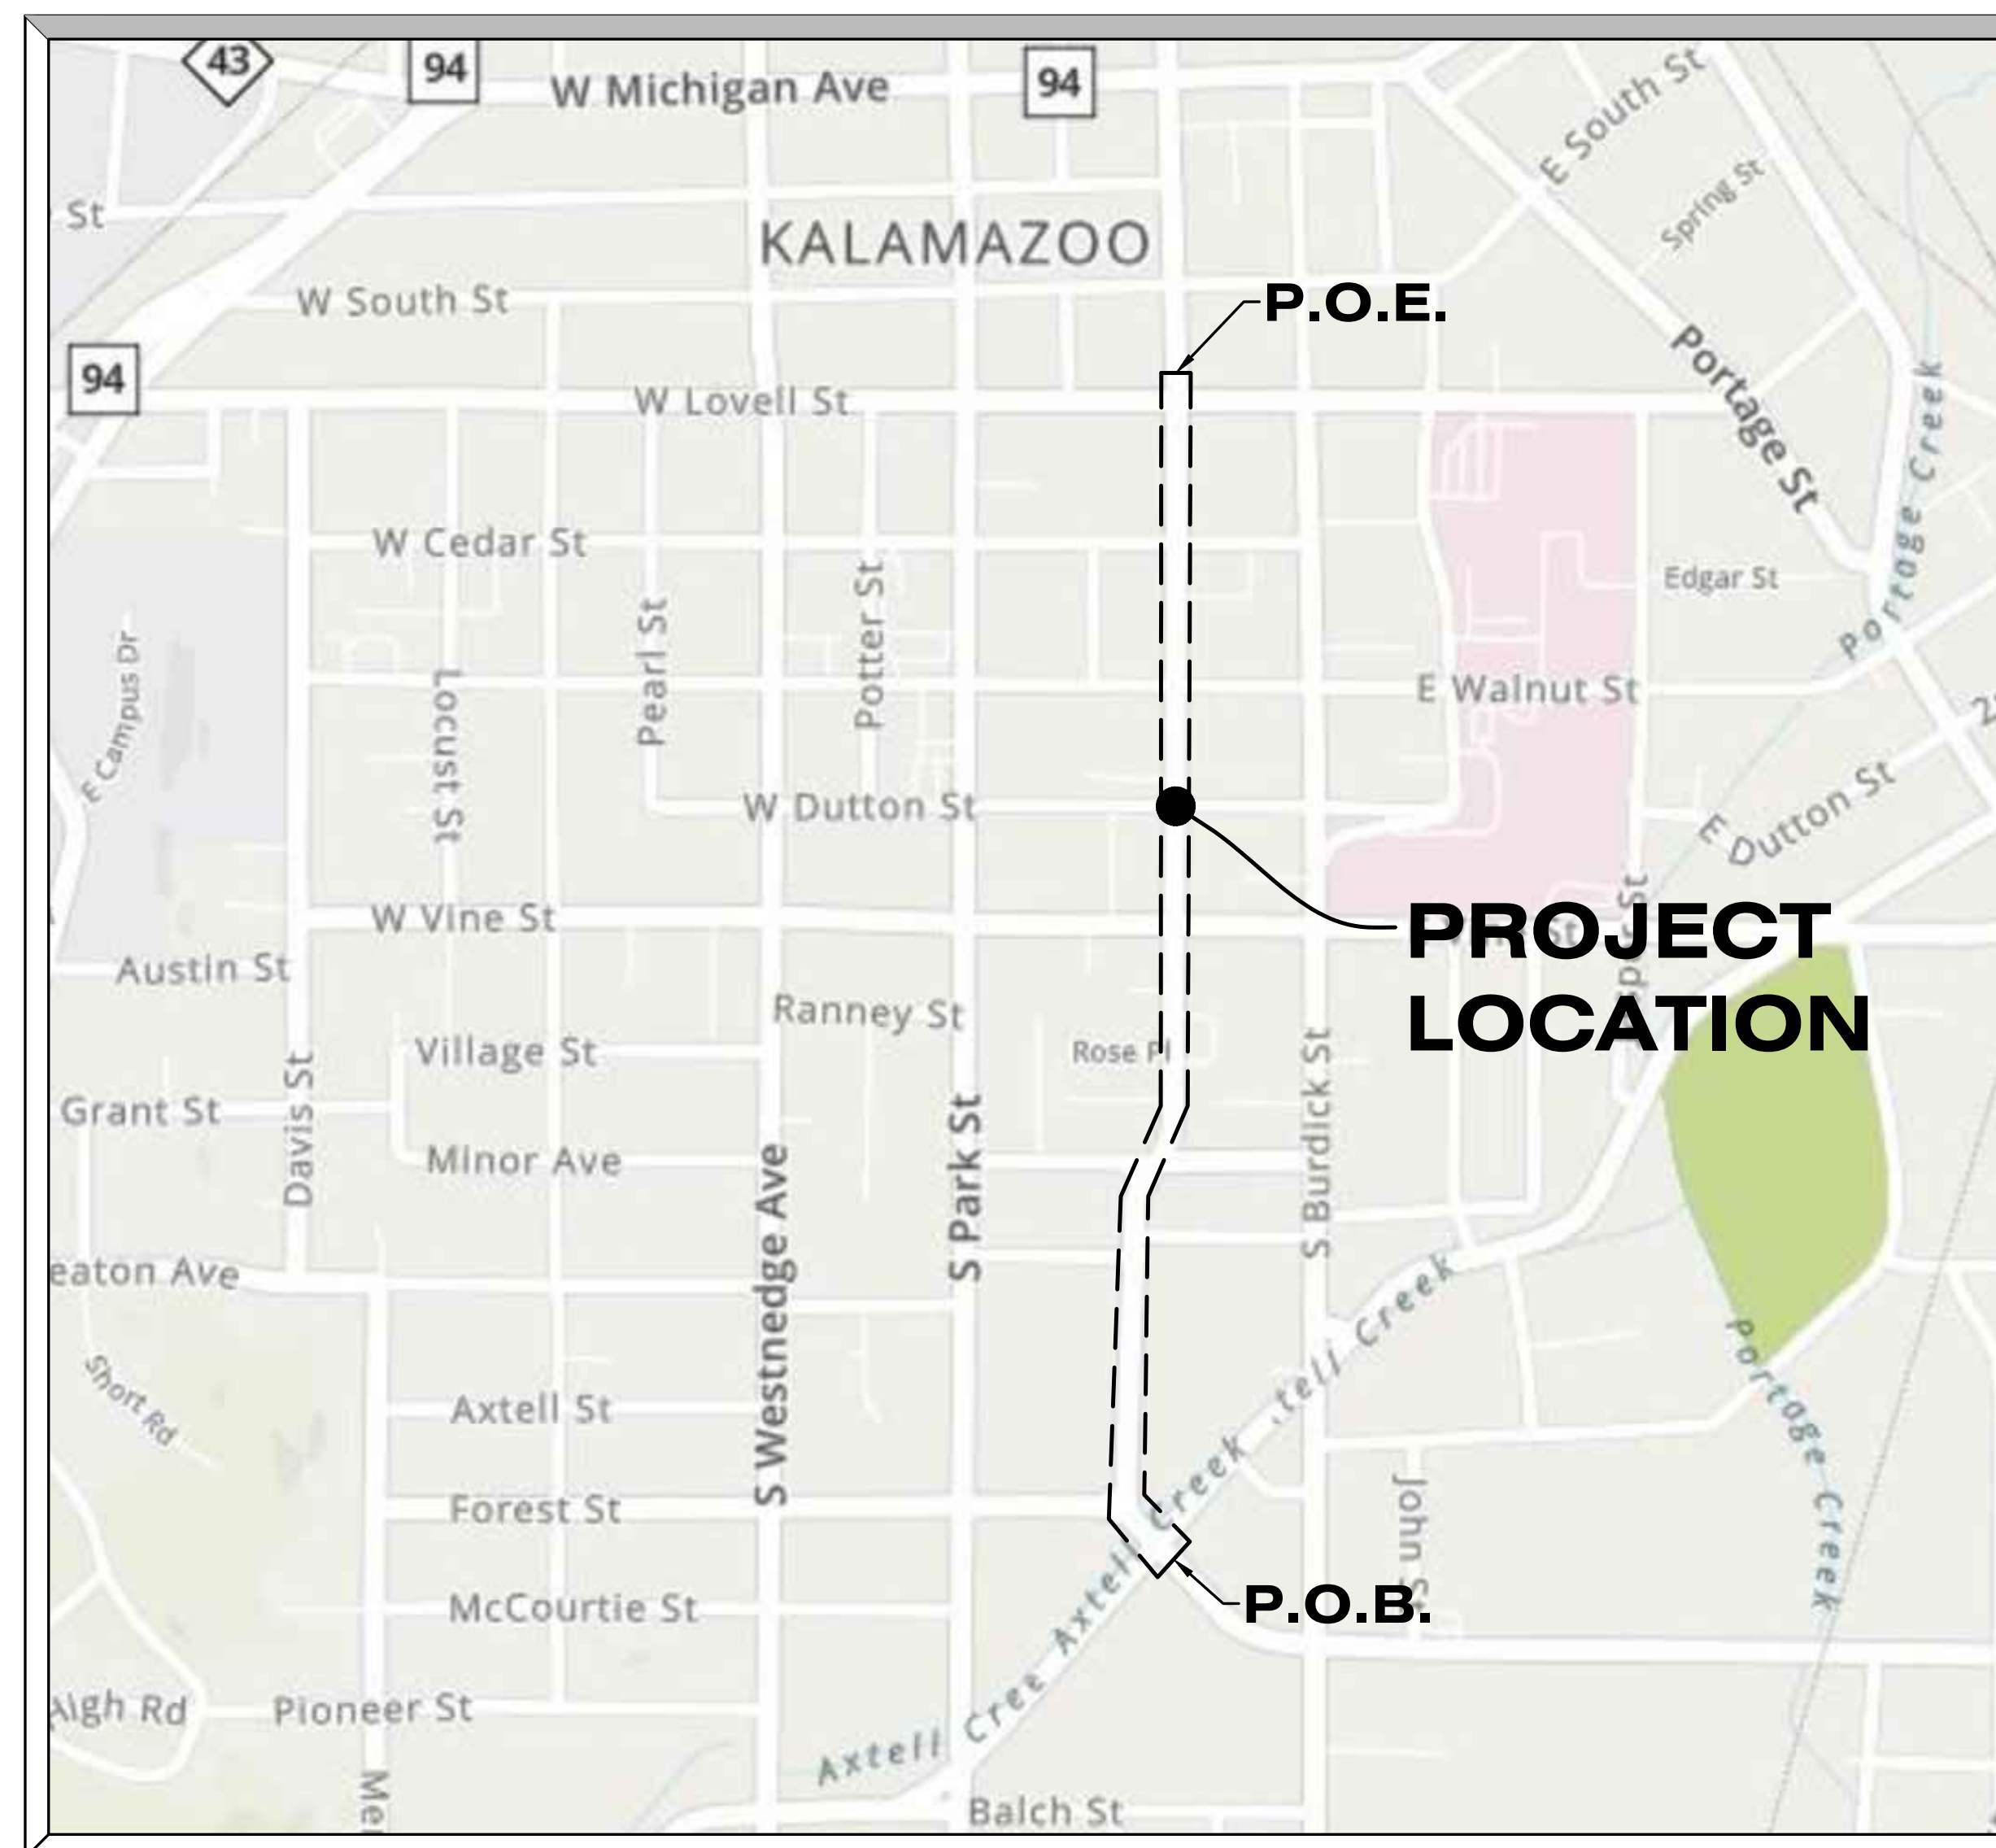 43
94
W Michigan Ave
94
E South St
Spring St
St
KALAMAZOO
W South St
P.O.E.
94
W Lovell St
Portage St
Portage Creek
W Cedar St
Edgar St
E Campus Dr
Locust St
Pearl St
Potter St
E Walnut St
W Dutton St
E Dutton St
W Vine St
PROJECT
LOCATION
Austin St
Ranney St
Village St
Rose Pl
Grant St
Davis St
Minor Ave
S Westnedge Ave
S Park St
S Burdick St
eaton Ave
Axtell Creek
Short Rd
Axtell St
Portage Creek
Forest St
John St
McCourtie St
P.O.B.
Pioneer St
Axtell Cree Axtell Creek
Balch St